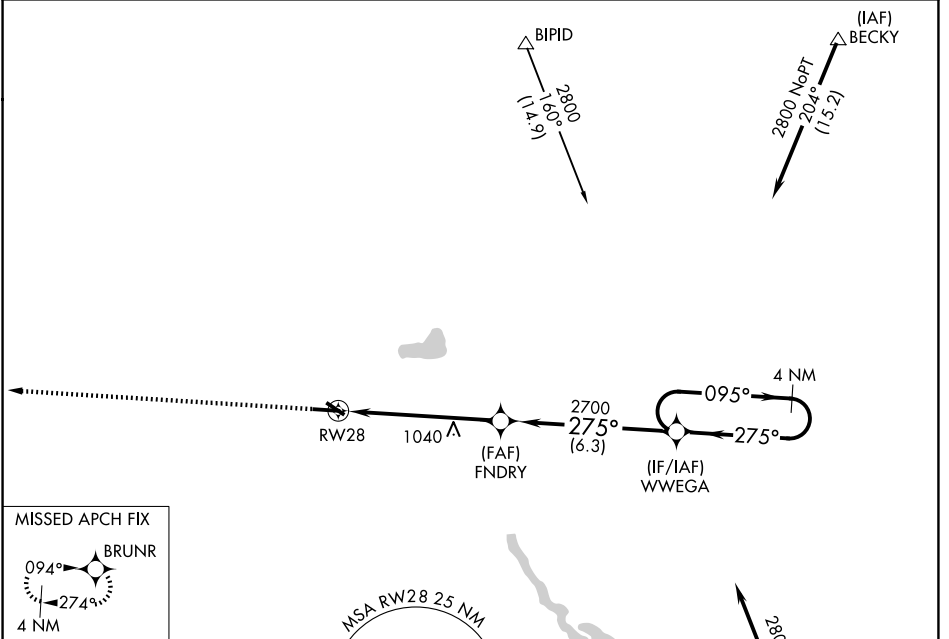 (IAF)
BECKY
BIPID
2800 NoPT
204°
(15.2)
2800
160°
(14.9)
4 NM
095°
275°
2700
275°
(6.3)
RW28
1040
(FAF)
FNDRY
(IF/IAF)
WWEGA
MISSED APCH FIX
BRUNR
094°
274°
4 NM
MSA RW28 25 NM